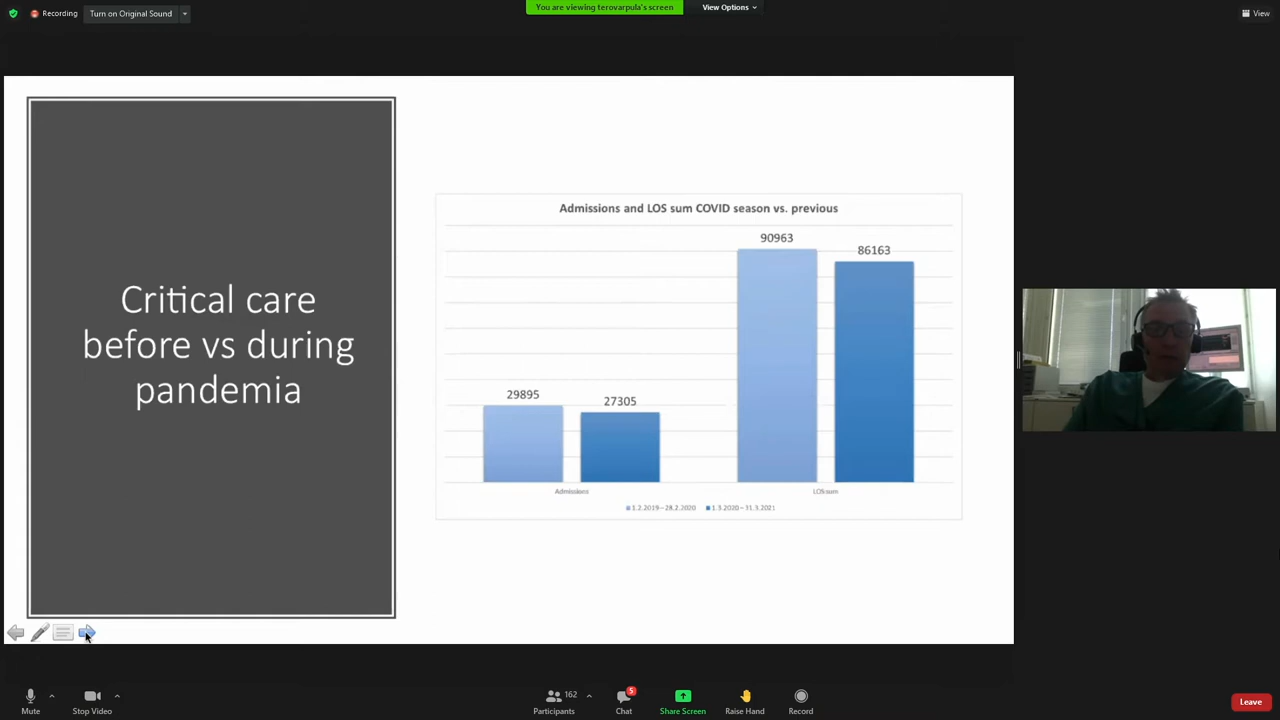 Recording
Turn on Original Sound
You are viewing terovarpula's screen
View Options
View
Critical care
before vs during
pandemia
Admissions and LOS sum COVID season vs. previous
90963
86163
29895
27305
Admissions
LOSsum
1.2.2019–28.2.2020
1.3.2020–31.3.2021
Mute
Stop Video
162
Participants
5
Chat
Share Screen
Raise Hand
Record
Leave